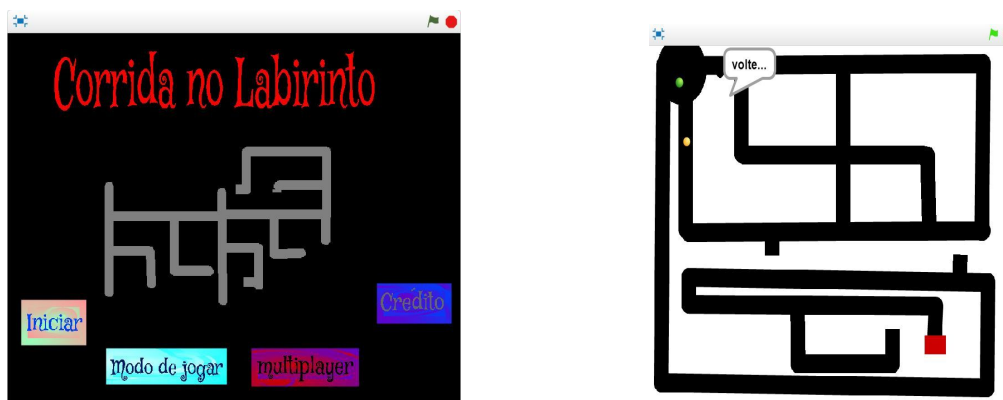 Corrida no Labirinto
volte...
Crédito
Iniciar
Modo de jogar
multiplayer